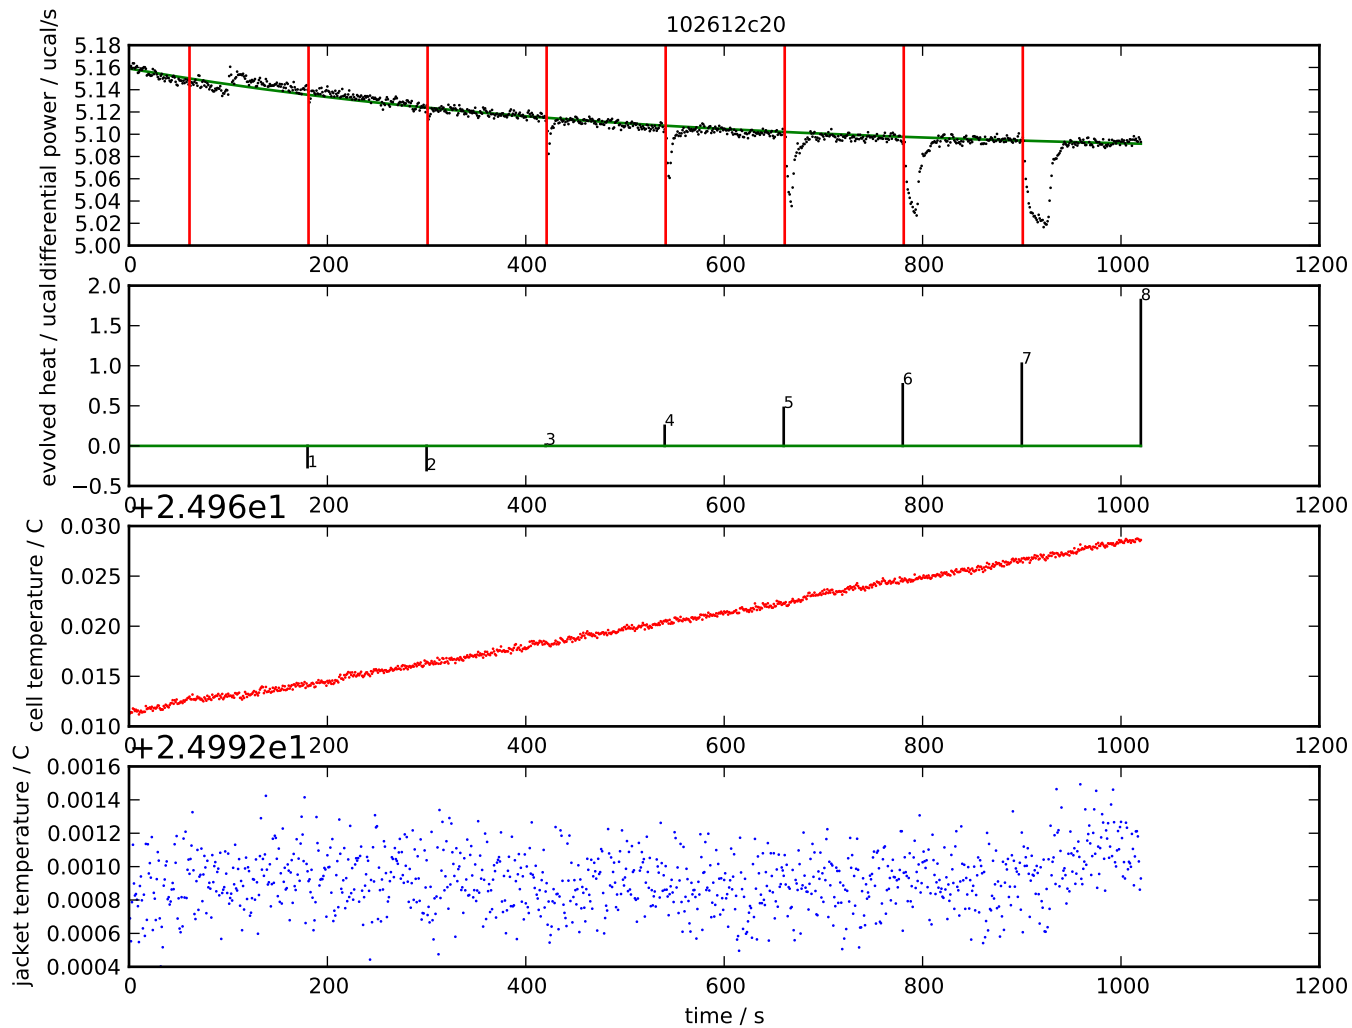 102612c20
differential power / ucal/s
5.18
5.16
5.14
5.12
5.10
5.08
5.06
5.04
5.02
5.00
0 200 400 600 800 1000 1200
evolved heat / ucal
2.0
1.5
1.0
0.5
0.0
−0.5
1 2 3 4 5 6 7 8
0 200 400 600 800 1000 1200
+2.496e1
cell temperature / C
0.030
0.025
0.020
0.015
0.010
0 200 400 600 800 1000 1200
+2.4992e1
jacket temperature / C
0.0016
0.0014
0.0012
0.0010
0.0008
0.0006
0.0004
0 200 400 600 800 1000 1200
time / s